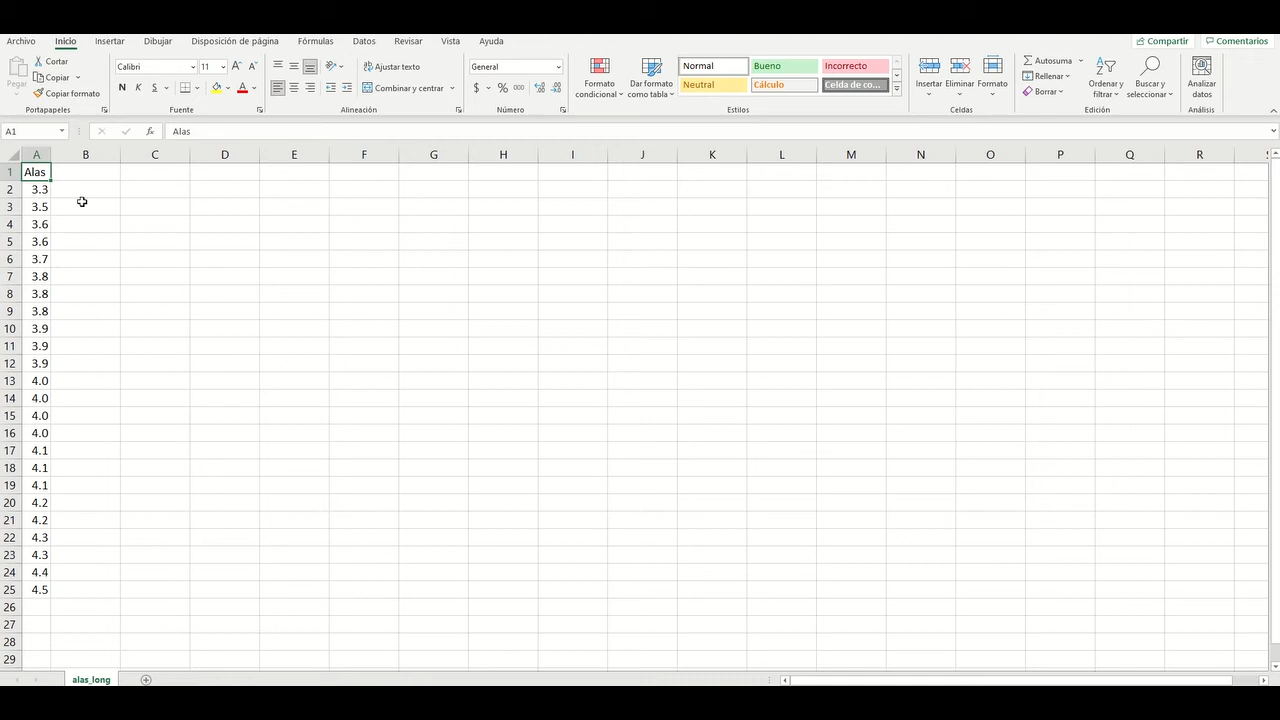 Archivo Inicio Insertar Dibujar Disposición de página Fórmulas Datos Revisar Vista Ayuda Compartir Comentarios
Pegar
Cortar
Copiar
Copiar formato
Portapapeles
Calibri 11
N K S
Fuente
Ajustar texto
Combinar y centrar
Alineación
General
$ % 000
Número
Formato condicional
Dar formato como tabla
Normal Bueno Incorrecto
Neutral Cálculo Celda de co...
Estilos
Insertar Eliminar Formato
Celdas
Autosuma
Rellenar
Borrar
Ordenar y filtrar
Buscar y seleccionar
Edición
Analizar datos
Análisis
A1 fx Alas
A B C D E F G H I J K L M N O P Q R S
1 Alas
2 3.3
3 3.5
4 3.6
5 3.6
6 3.7
7 3.8
8 3.8
9 3.8
10 3.9
11 3.9
12 3.9
13 4.0
14 4.0
15 4.0
16 4.0
17 4.1
18 4.1
19 4.1
20 4.2
21 4.2
22 4.3
23 4.3
24 4.4
25 4.5
26
27
28
29
alas_long